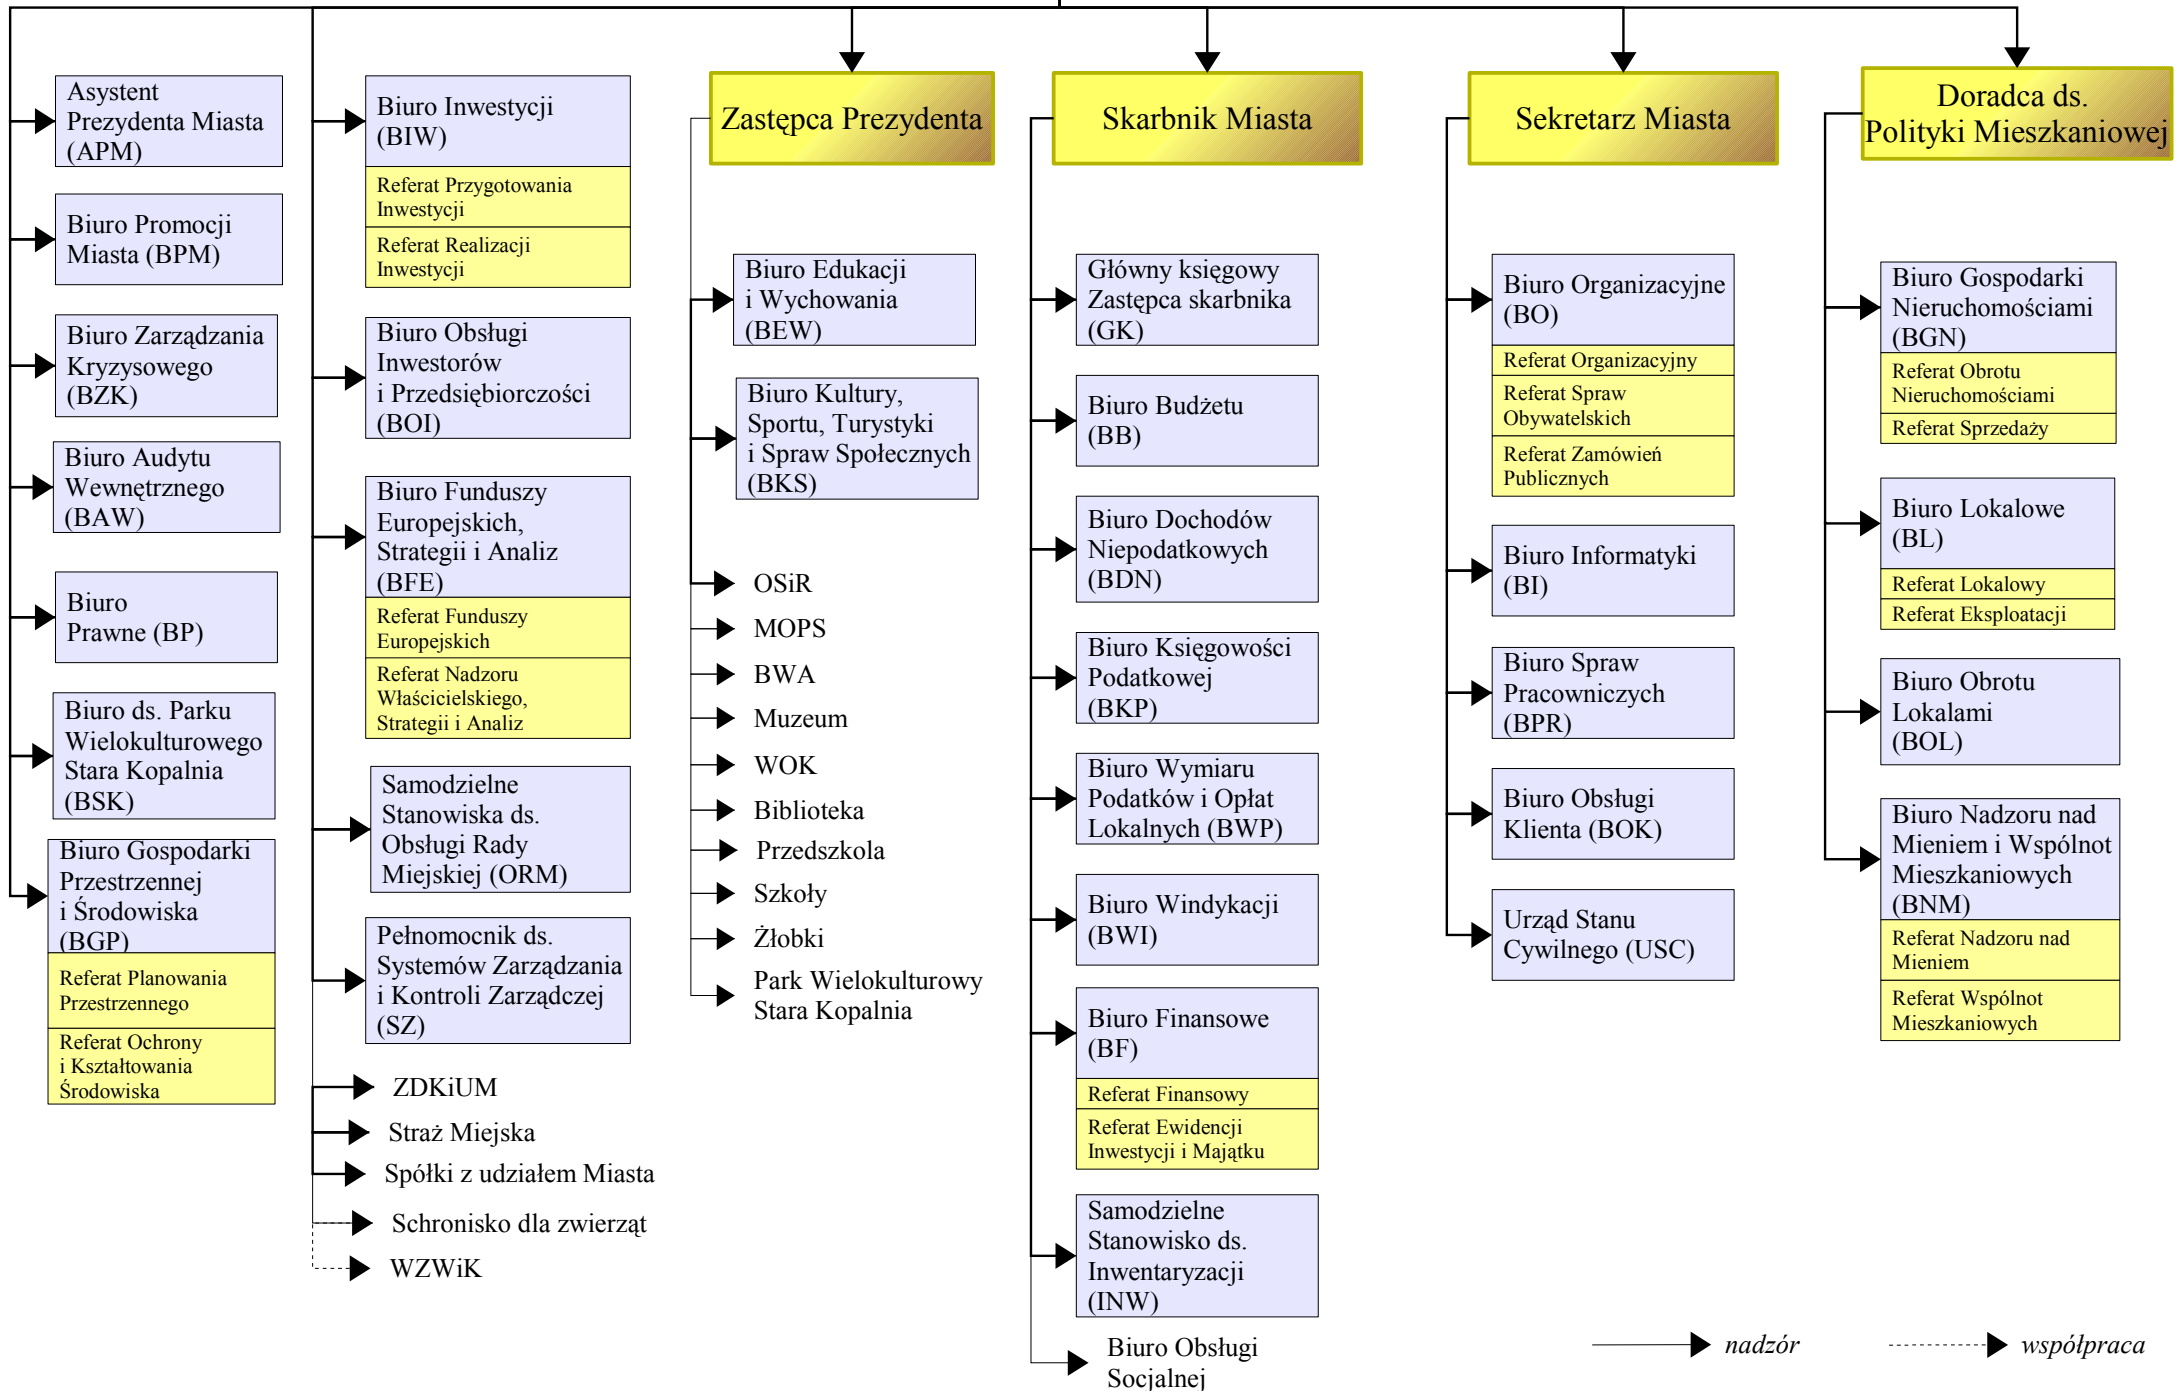 Asystent
Prezydenta Miasta
(APM)
Biuro Promocji
Miasta (BPM)
Biuro Zarządzania
Kryzysowego
(BZK)
Biuro Audytu
Wewnętrznego
(BAW)
Biuro
Prawne (BP)
Biuro ds. Parku
Wielokulturowego
Stara Kopalnia
(BSK)
Biuro Gospodarki
Przestrzennej
i Środowiska
(BGP)
Referat Planowania
Przestrzennego
Referat Ochrony
i Kształtowania
Środowiska
Biuro Inwestycji
(BIW)
Referat Przygotowania
Inwestycji
Referat Realizacji
Inwestycji
Biuro Obsługi
Inwestorów
i Przedsiębiorczości
(BOI)
Biuro Funduszy
Europejskich,
Strategii i Analiz
(BFE)
Referat Funduszy
Europejskich
Referat Nadzoru
Właścicielskiego,
Strategii i Analiz
Samodzielne
Stanowiska ds.
Obsługi Rady
Miejskiej (ORM)
Pełnomocnik ds.
Systemów Zarządzania
i Kontroli Zarządczej
(SZ)
ZDKiUM
Straż Miejska
Spółki z udziałem Miasta
Schronisko dla zwierząt
WZWiK
Zastępca Prezydenta
Biuro Edukacji
i Wychowania
(BEW)
Biuro Kultury,
Sportu, Turystyki
i Spraw Społecznych
(BKS)
OSiR
MOPS
BWA
Muzeum
WOK
Biblioteka
Przedszkola
Szkoły
Żłobki
Park Wielokulturowy
Stara Kopalnia
Skarbnik Miasta
Główny księgowy
Zastępca skarbnika
(GK)
Biuro Budżetu
(BB)
Biuro Dochodów
Niepodatkowych
(BDN)
Biuro Księgowości
Podatkowej
(BKP)
Biuro Wymiaru
Podatków i Opłat
Lokalnych (BWP)
Biuro Windykacji
(BWI)
Biuro Finansowe
(BF)
Referat Finansowy
Referat Ewidencji
Inwestycji i Majątku
Samodzielne
Stanowisko ds.
Inwentaryzacji
(INW)
Biuro Obsługi
Socjalnej
Sekretarz Miasta
Biuro Organizacyjne
(BO)
Referat Organizacyjny
Referat Spraw
Obywatelskich
Referat Zamówień
Publicznych
Biuro Informatyki
(BI)
Biuro Spraw
Pracowniczych
(BPR)
Biuro Obsługi
Klienta (BOK)
Urząd Stanu
Cywilnego (USC)
Doradca ds.
Polityki Mieszkaniowej
Biuro Gospodarki
Nieruchomościami
(BGN)
Referat Obrotu
Nieruchomościami
Referat Sprzedaży
Biuro Lokalowe
(BL)
Referat Lokalowy
Referat Eksploatacji
Biuro Obrotu
Lokalami
(BOL)
Biuro Nadzoru nad
Mieniem i Wspólnot
Mieszkaniowych
(BNM)
Referat Nadzoru nad
Mieniem
Referat Wspólnot
Mieszkaniowych
nadzór
współpraca